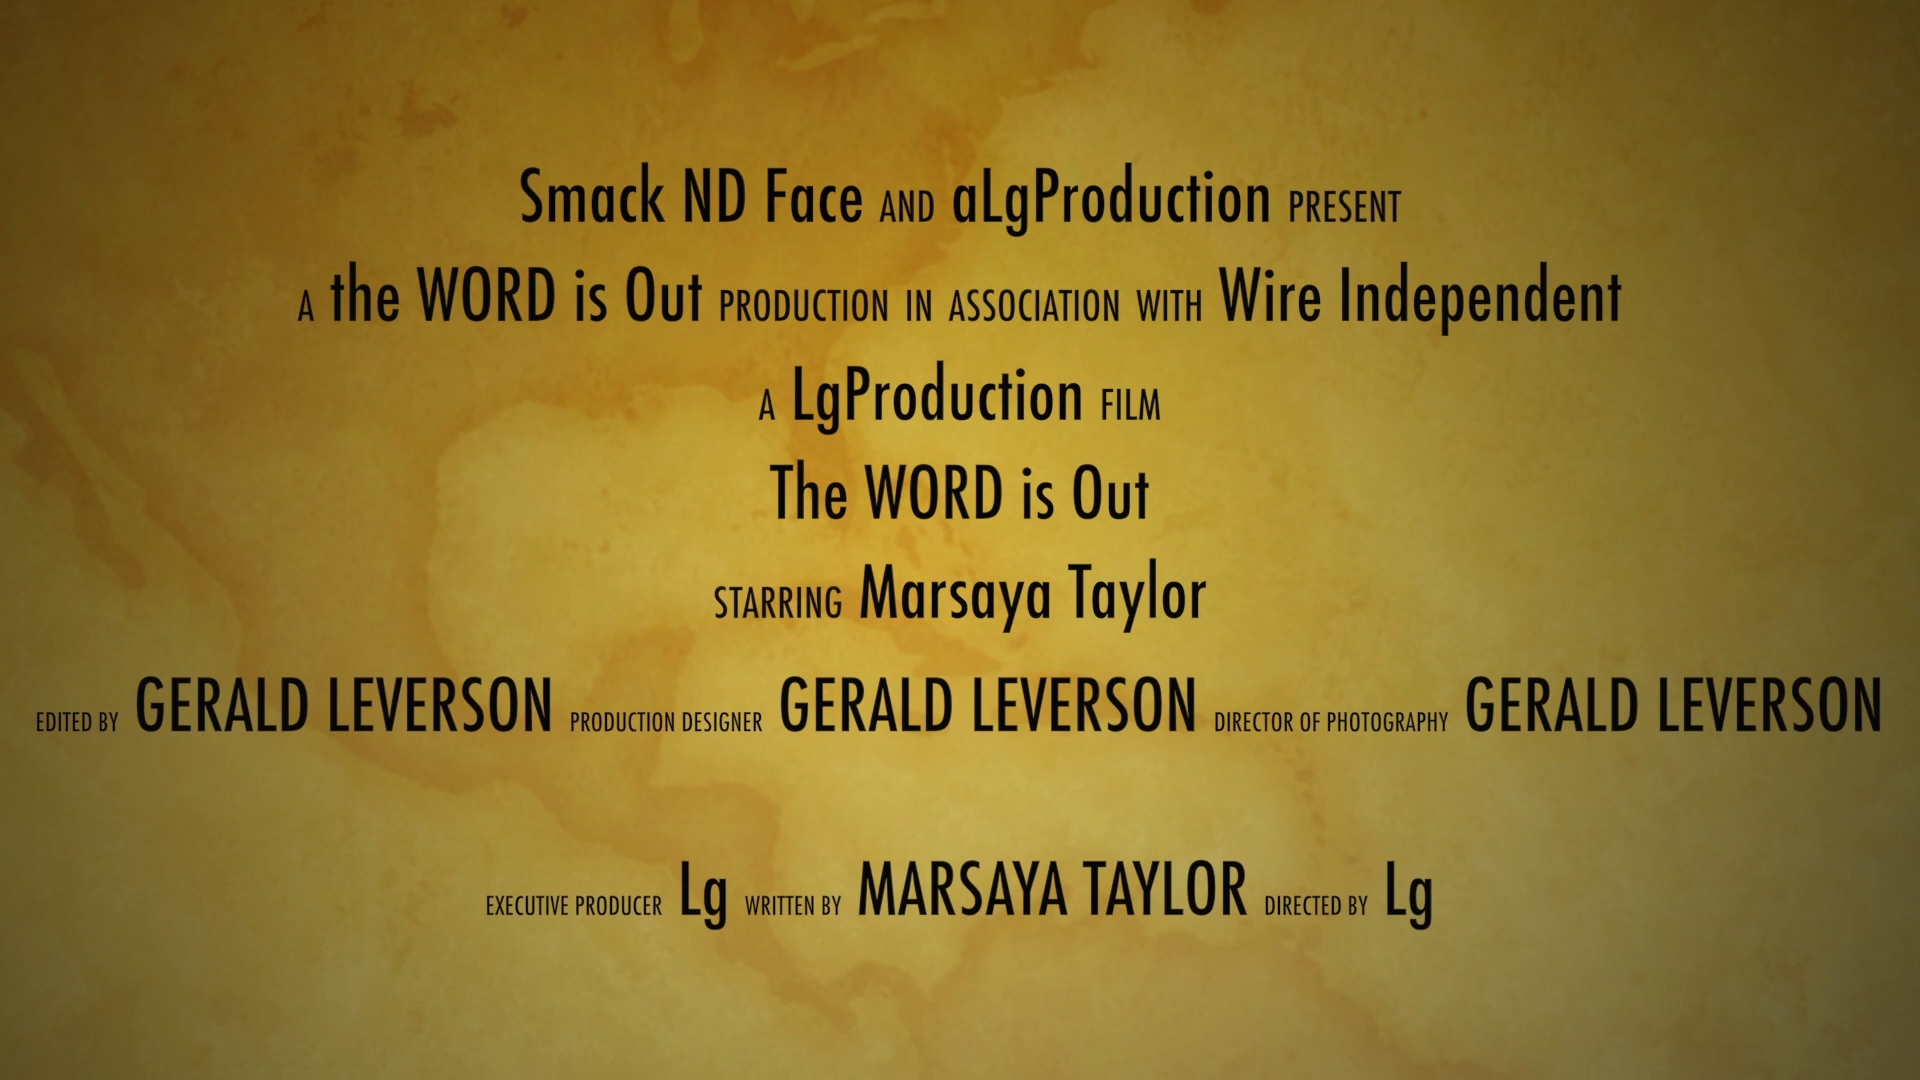 Smack ND Face AND aLgProduction PRESENT
A the WORD is Out PRODUCTION IN ASSOCIATION WITH Wire Independent
A LgProduction FILM
The WORD is Out
STARRING Marsaya Taylor
EDITED BY GERALD LEVERSON PRODUCTION DESIGNER GERALD LEVERSON DIRECTOR OF PHOTOGRAPHY GERALD LEVERSON
EXECUTIVE PRODUCER Lg WRITTEN BY MARSAYA TAYLOR DIRECTED BY Lg